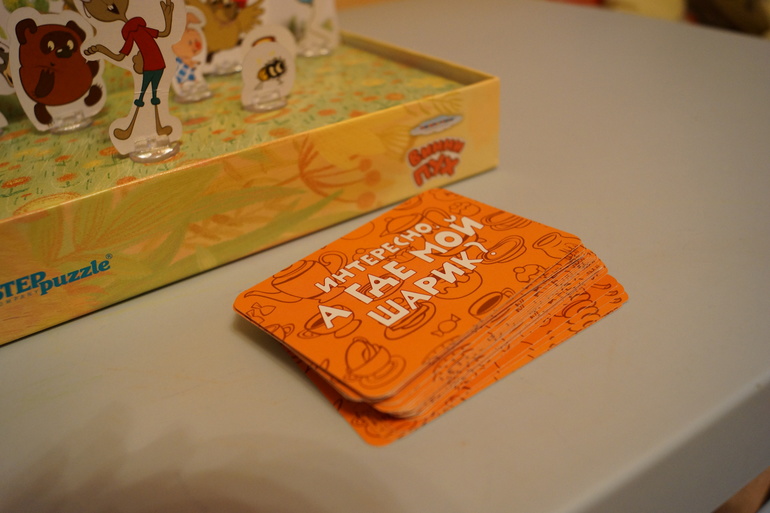 ВИННИ
ПУХ
STEP
puzzle®
ИНТЕРЕСНО,
А ГДЕ МОЙ
ШАРИК?